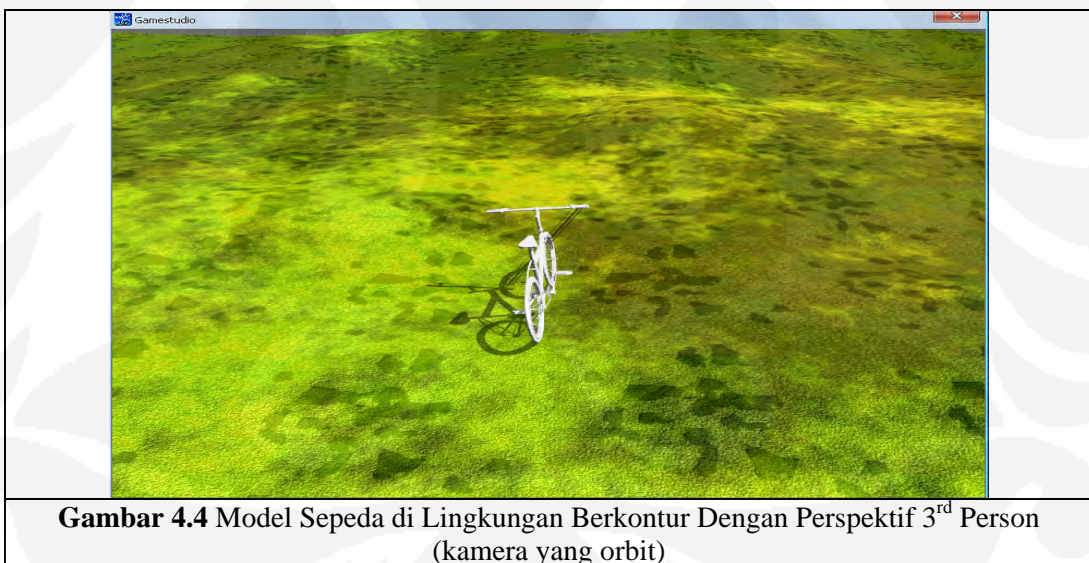 Gamestudio
Gambar 4.4 Model Sepeda di Lingkungan Berkontur Dengan Perspektif 3rd Person
(kamera yang orbit)